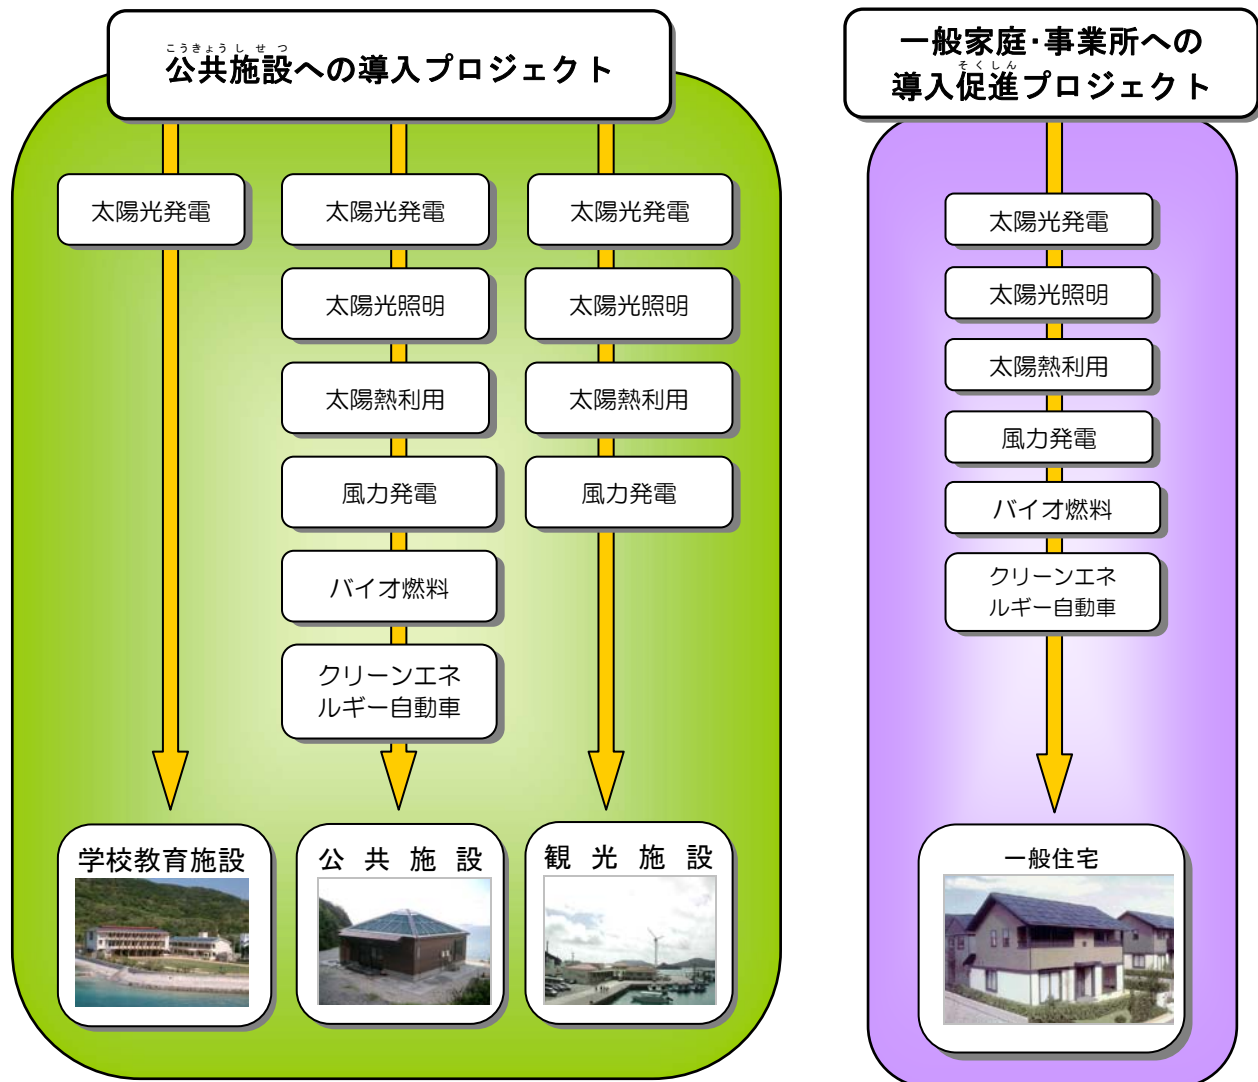 こうきょうしせつ
公共施設への導入プロジェクト
太陽光発電
学校教育施設
太陽光発電
太陽光照明
太陽熱利用
風力発電
バイオ燃料
クリーンエネ
ルギー自動車
公共施設
太陽光発電
太陽光照明
太陽熱利用
風力発電
観光施設
一般家庭・事業所への
そくしん
導入促進プロジェクト
太陽光発電
太陽光照明
太陽熱利用
風力発電
バイオ燃料
クリーンエネ
ルギー自動車
一般住宅